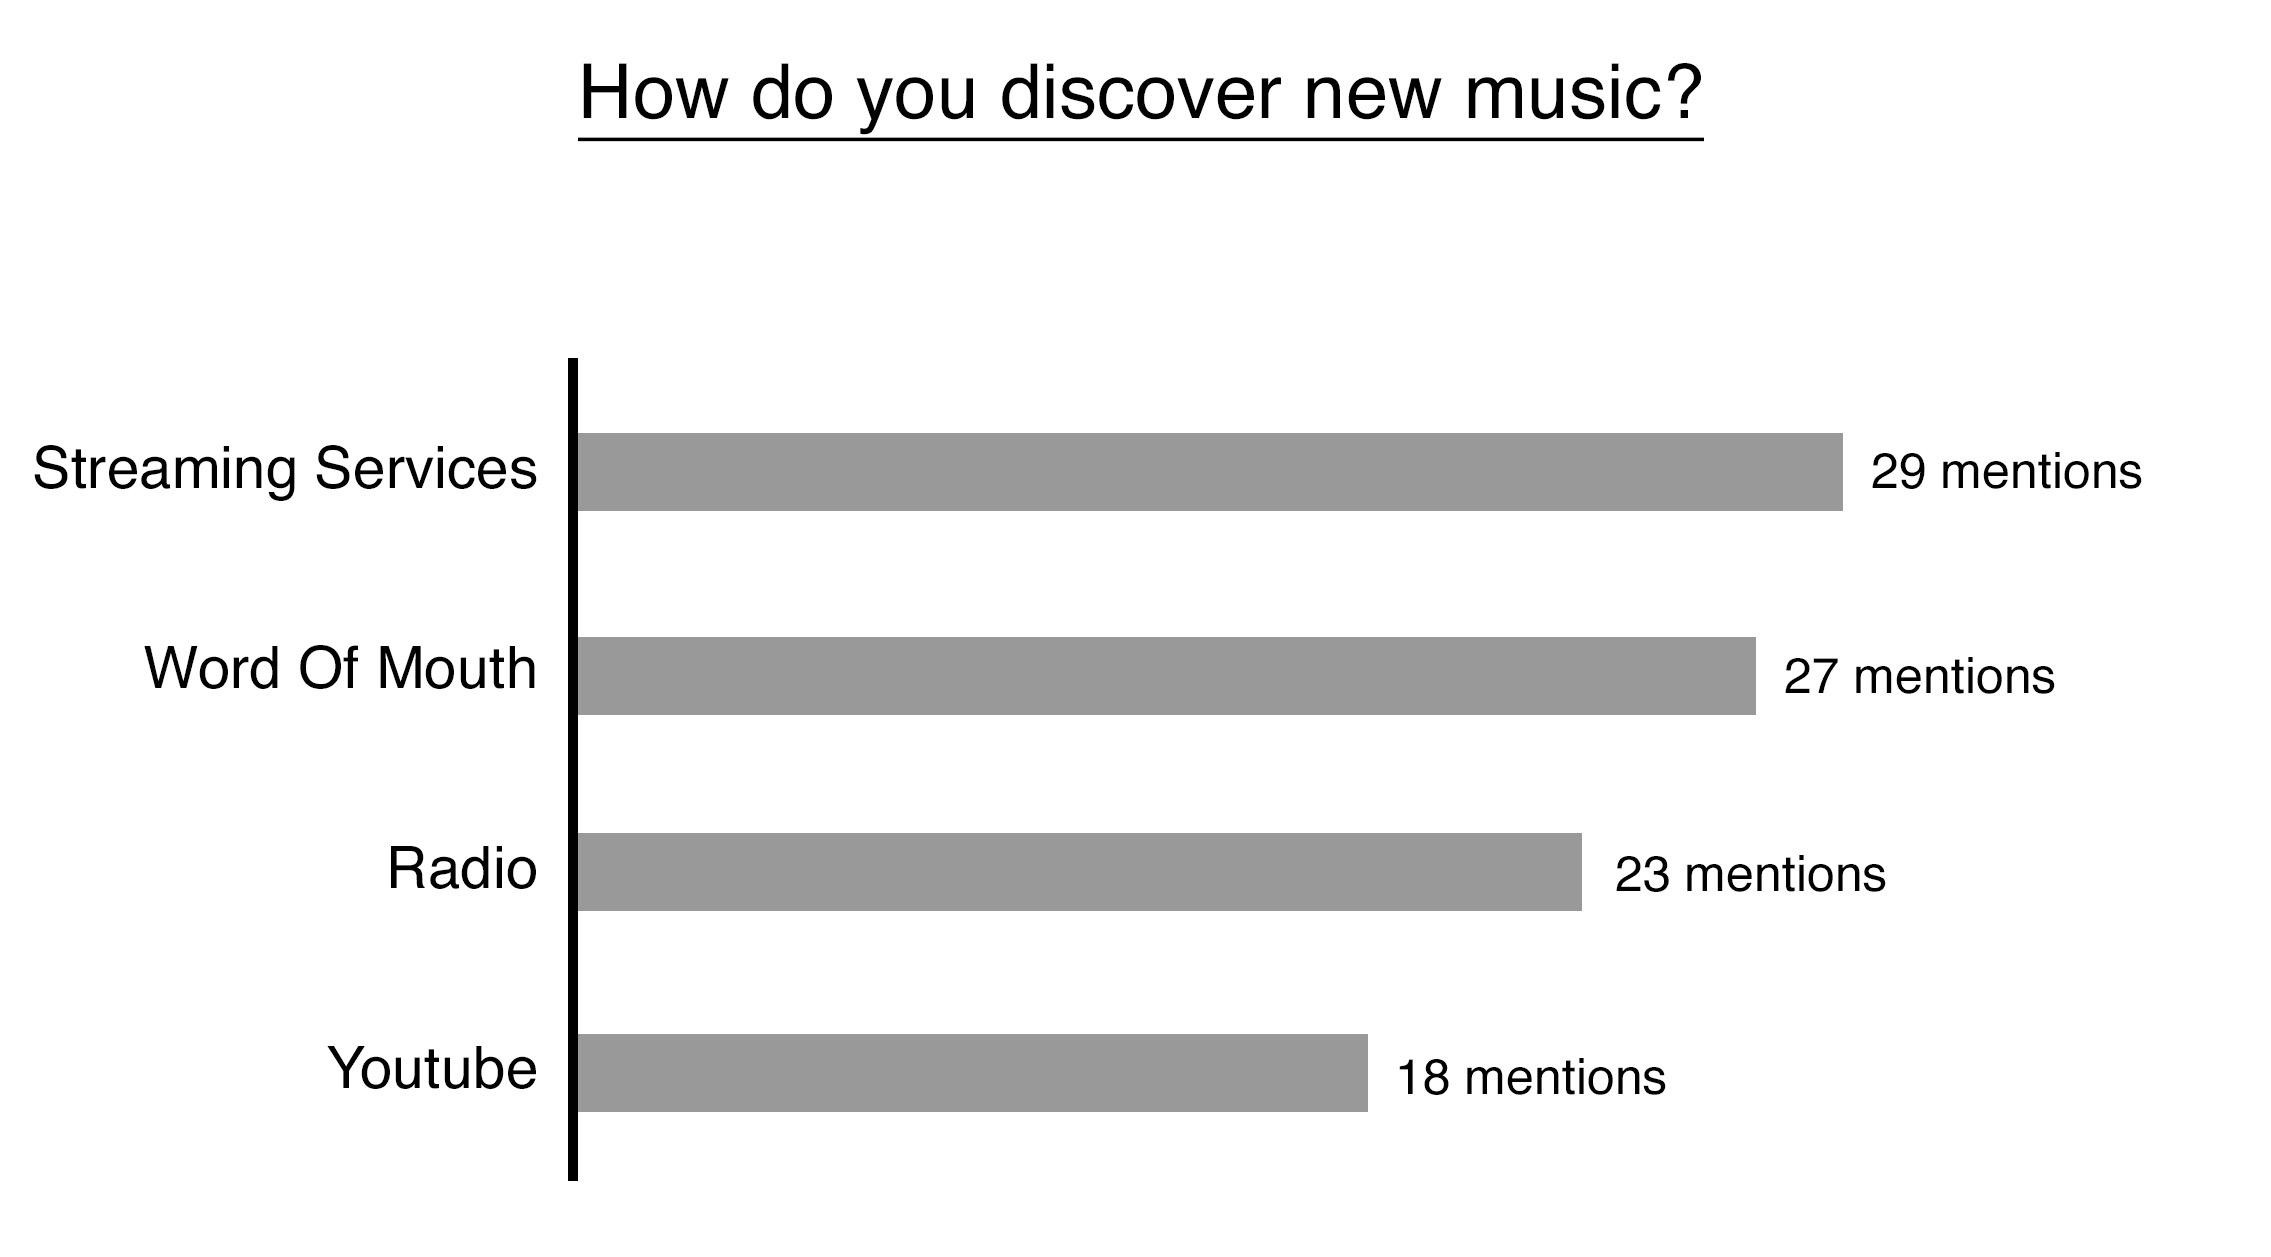 How do you discover new music?
Streaming Services 29 mentions
Word Of Mouth 27 mentions
Radio 23 mentions
Youtube 18 mentions